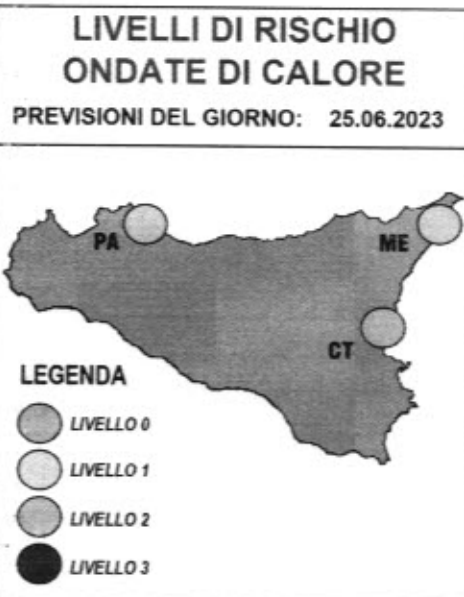 LIVELLI DI RISCHIO
ONDATE DI CALORE
PREVISIONI DEL GIORNO: 25.06.2023
PA
ME
CT
LEGENDA
LIVELLO 0
LIVELLO 1
LIVELLO 2
LIVELLO 3